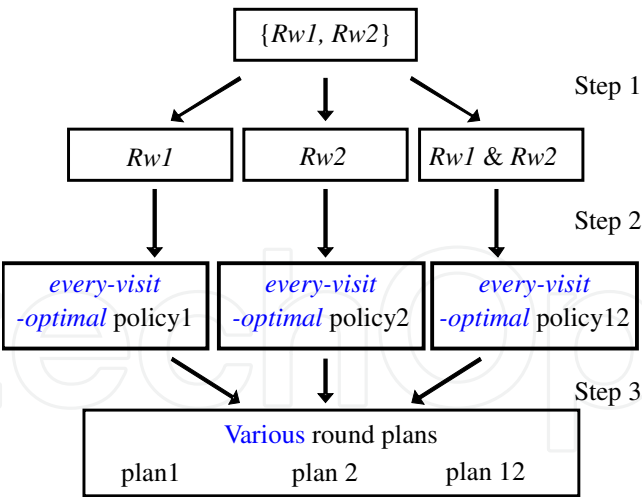 {Rw1, Rw2}
Step 1
Rw1
Rw2
Rw1 & Rw2
Step 2
every-visit
-optimal policy1
every-visit
-optimal policy2
every-visit
-optimal policy12
Step 3
Various round plans
plan1 plan 2 plan 12